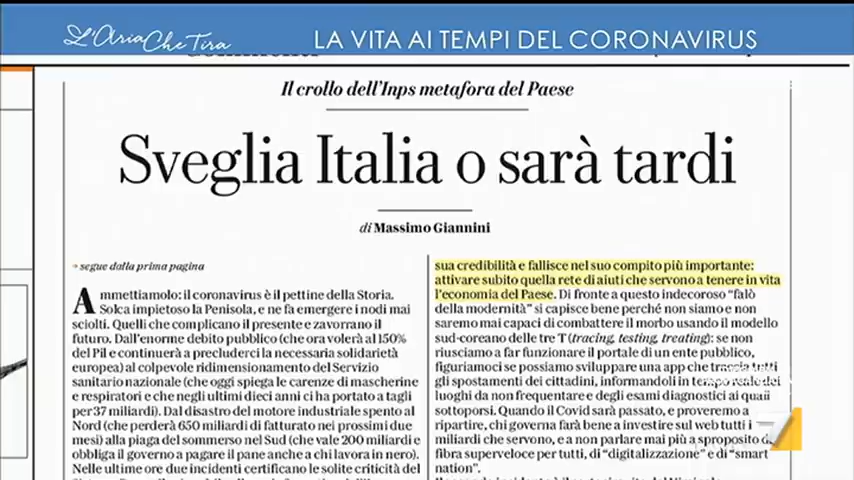 L'Aria Che Tira
LA VITA AI TEMPI DEL CORONAVIRUS
Il crollo dell'Inps metafora del Paese
Sveglia Italia o sarà tardi
di Massimo Giannini
segue dalla prima pagina
Ammettiamolo: il coronavirus è il pettine della Storia.
Solca impietoso la Penisola, e ne fa emergere i nodi mai
sciolti. Quelli che complicano il presente e zavorrano il
futuro. Dall'enorme debito pubblico (che ora volerà al 150%
del Pil e continuerà a precluderci la necessaria solidarietà
europea) al colpevole ridimensionamento del Servizio
sanitario nazionale (che oggi spiega le carenze di mascherine
e respiratori e che negli ultimi dieci anni ci ha portato a tagli
per 37 miliardi). Dal disastro del motore industriale spento al
Nord (che perderà 650 miliardi di fatturato nei prossimi due
mesi) alla piaga del sommerso nel Sud (che vale 200 miliardi e
obbliga il governo a pagare il pane anche a chi lavora in nero).
Nelle ultime ore due incidenti certificano le solite criticità del
sua credibilità e fallisce nel suo compito più importante:
attivare subito quella rete di aiuti che servono a tenere in vita
l'economia del Paese. Di fronte a questo indecoroso “falò
della modernità” si capisce bene perché non siamo e non
saremo mai capaci di combattere il morbo usando il modello
sud-coreano delle tre T (tracing, testing, treating): se non
riusciamo a far funzionare il portale di un ente pubblico,
figuriamoci se possiamo sviluppare una app che traccia tutti
gli spostamenti dei cittadini, informandoli in tempo reale dei
luoghi da non frequentare e degli esami diagnostici ai quali
sottoporsi. Quando il Covid sarà passato, e proveremo a
ripartire, chi governa farà bene a investire sul web tutti i
miliardi che servono, e a non parlare mai più a sproposito di
fibra superveloce per tutti, di “digitalizzazione” e di “smart
nation”.